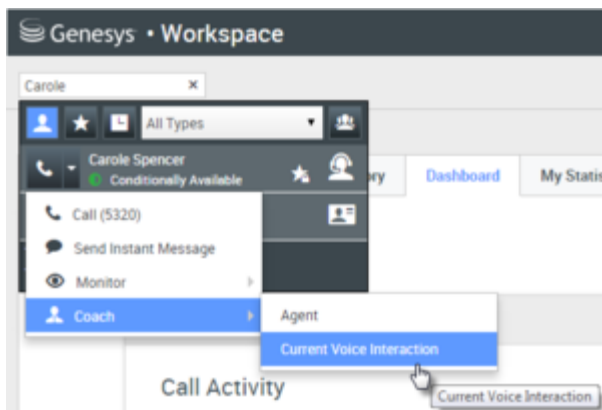 Genesys • Workspace
Carole ×
All Types
Carole Spencer
Conditionally Available
ory Dashboard My Statis
Call (5320)
Send Instant Message
Monitor
Coach
Agent
Current Voice Interaction
Current Voice Interaction
Call Activity